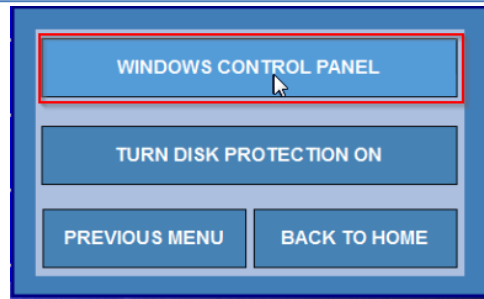 WINDOWS CONTROL PANEL
TURN DISK PROTECTION ON
PREVIOUS MENU
BACK TO HOME